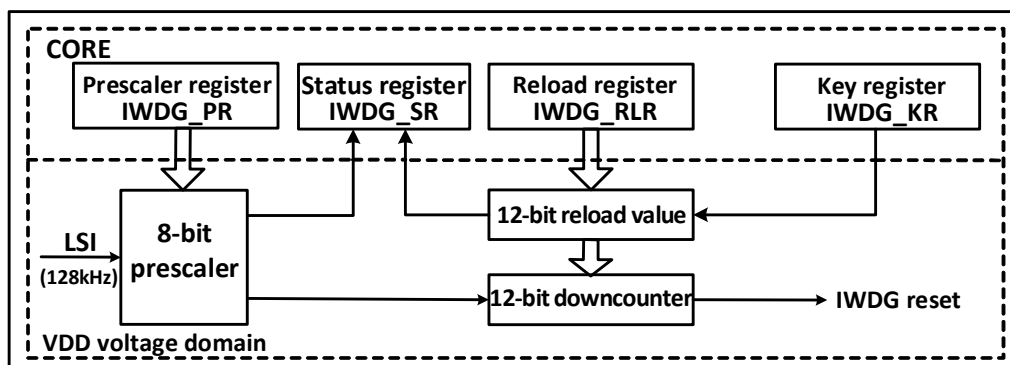 CORE
Prescaler register
IWDG_PR
Status register
IWDG_SR
Reload register
IWDG_RLR
Key register
IWDG_KR
LSI
(128kHz)
8-bit
prescaler
12-bit reload value
12-bit downcounter
IWDG reset
VDD voltage domain